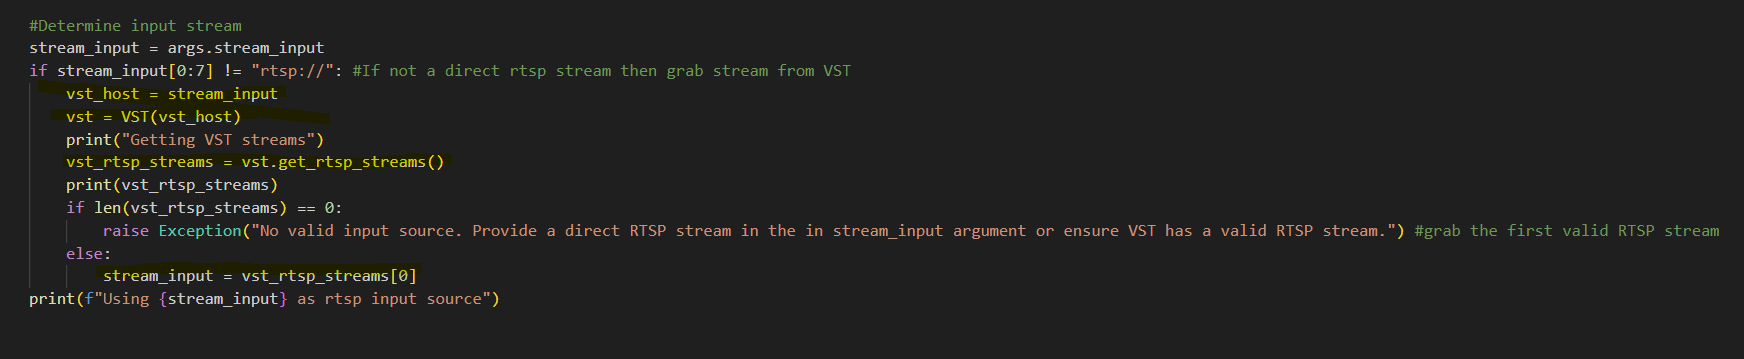 #Determine input stream
stream_input = args.stream_input
if stream_input[0:7] != "rtsp://": #If not a direct rtsp stream then grab stream from VST
    vst_host = stream_input
    vst = VST(vst_host)
    print("Getting VST streams")
    vst_rtsp_streams = vst.get_rtsp_streams()
    print(vst_rtsp_streams)
    if len(vst_rtsp_streams) == 0:
        raise Exception("No valid input source. Provide a direct RTSP stream in the in stream_input argument or ensure VST has a valid RTSP stream.") #grab the first valid RTSP stream
    else:
        stream_input = vst_rtsp_streams[0]
print(f"Using {stream_input} as rtsp input source")